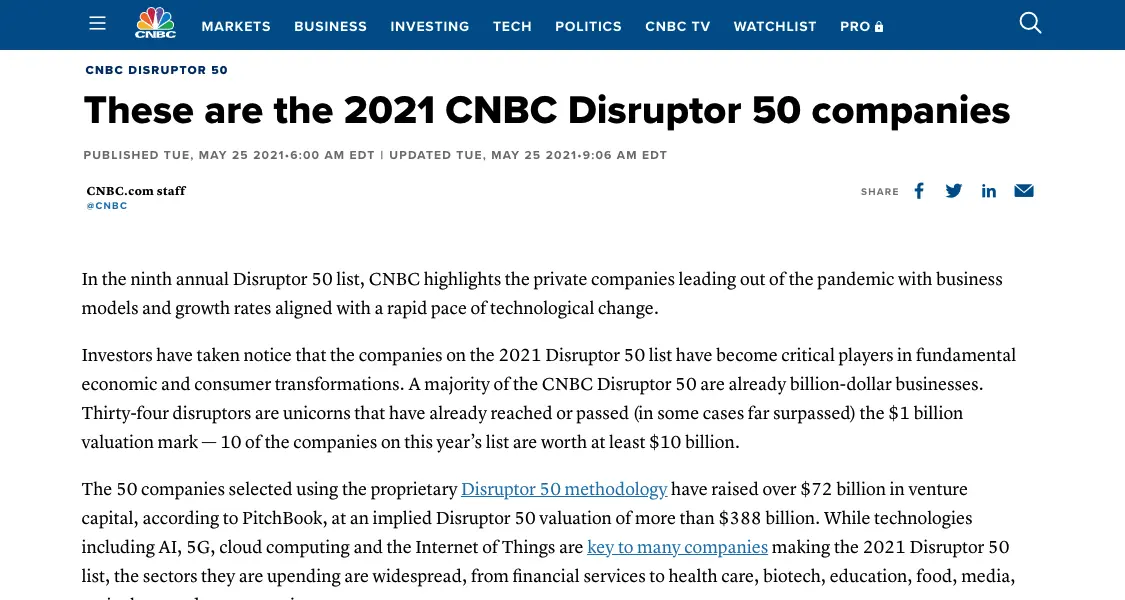 CNBC
MARKETS BUSINESS INVESTING TECH POLITICS CNBC TV WATCHLIST PRO
CNBC DISRUPTOR 50
These are the 2021 CNBC Disruptor 50 companies
PUBLISHED TUE, MAY 25 2021•6:00 AM EDT | UPDATED TUE, MAY 25 2021•9:06 AM EDT
CNBC.com staff
@CNBC
SHARE
In the ninth annual Disruptor 50 list, CNBC highlights the private companies leading out of the pandemic with business
models and growth rates aligned with a rapid pace of technological change.
Investors have taken notice that the companies on the 2021 Disruptor 50 list have become critical players in fundamental
economic and consumer transformations. A majority of the CNBC Disruptor 50 are already billion-dollar businesses.
Thirty-four disruptors are unicorns that have already reached or passed (in some cases far surpassed) the $1 billion
valuation mark — 10 of the companies on this year’s list are worth at least $10 billion.
The 50 companies selected using the proprietary Disruptor 50 methodology have raised over $72 billion in venture
capital, according to PitchBook, at an implied Disruptor 50 valuation of more than $388 billion. While technologies
including AI, 5G, cloud computing and the Internet of Things are key to many companies making the 2021 Disruptor 50
list, the sectors they are upending are widespread, from financial services to health care, biotech, education, food, media,